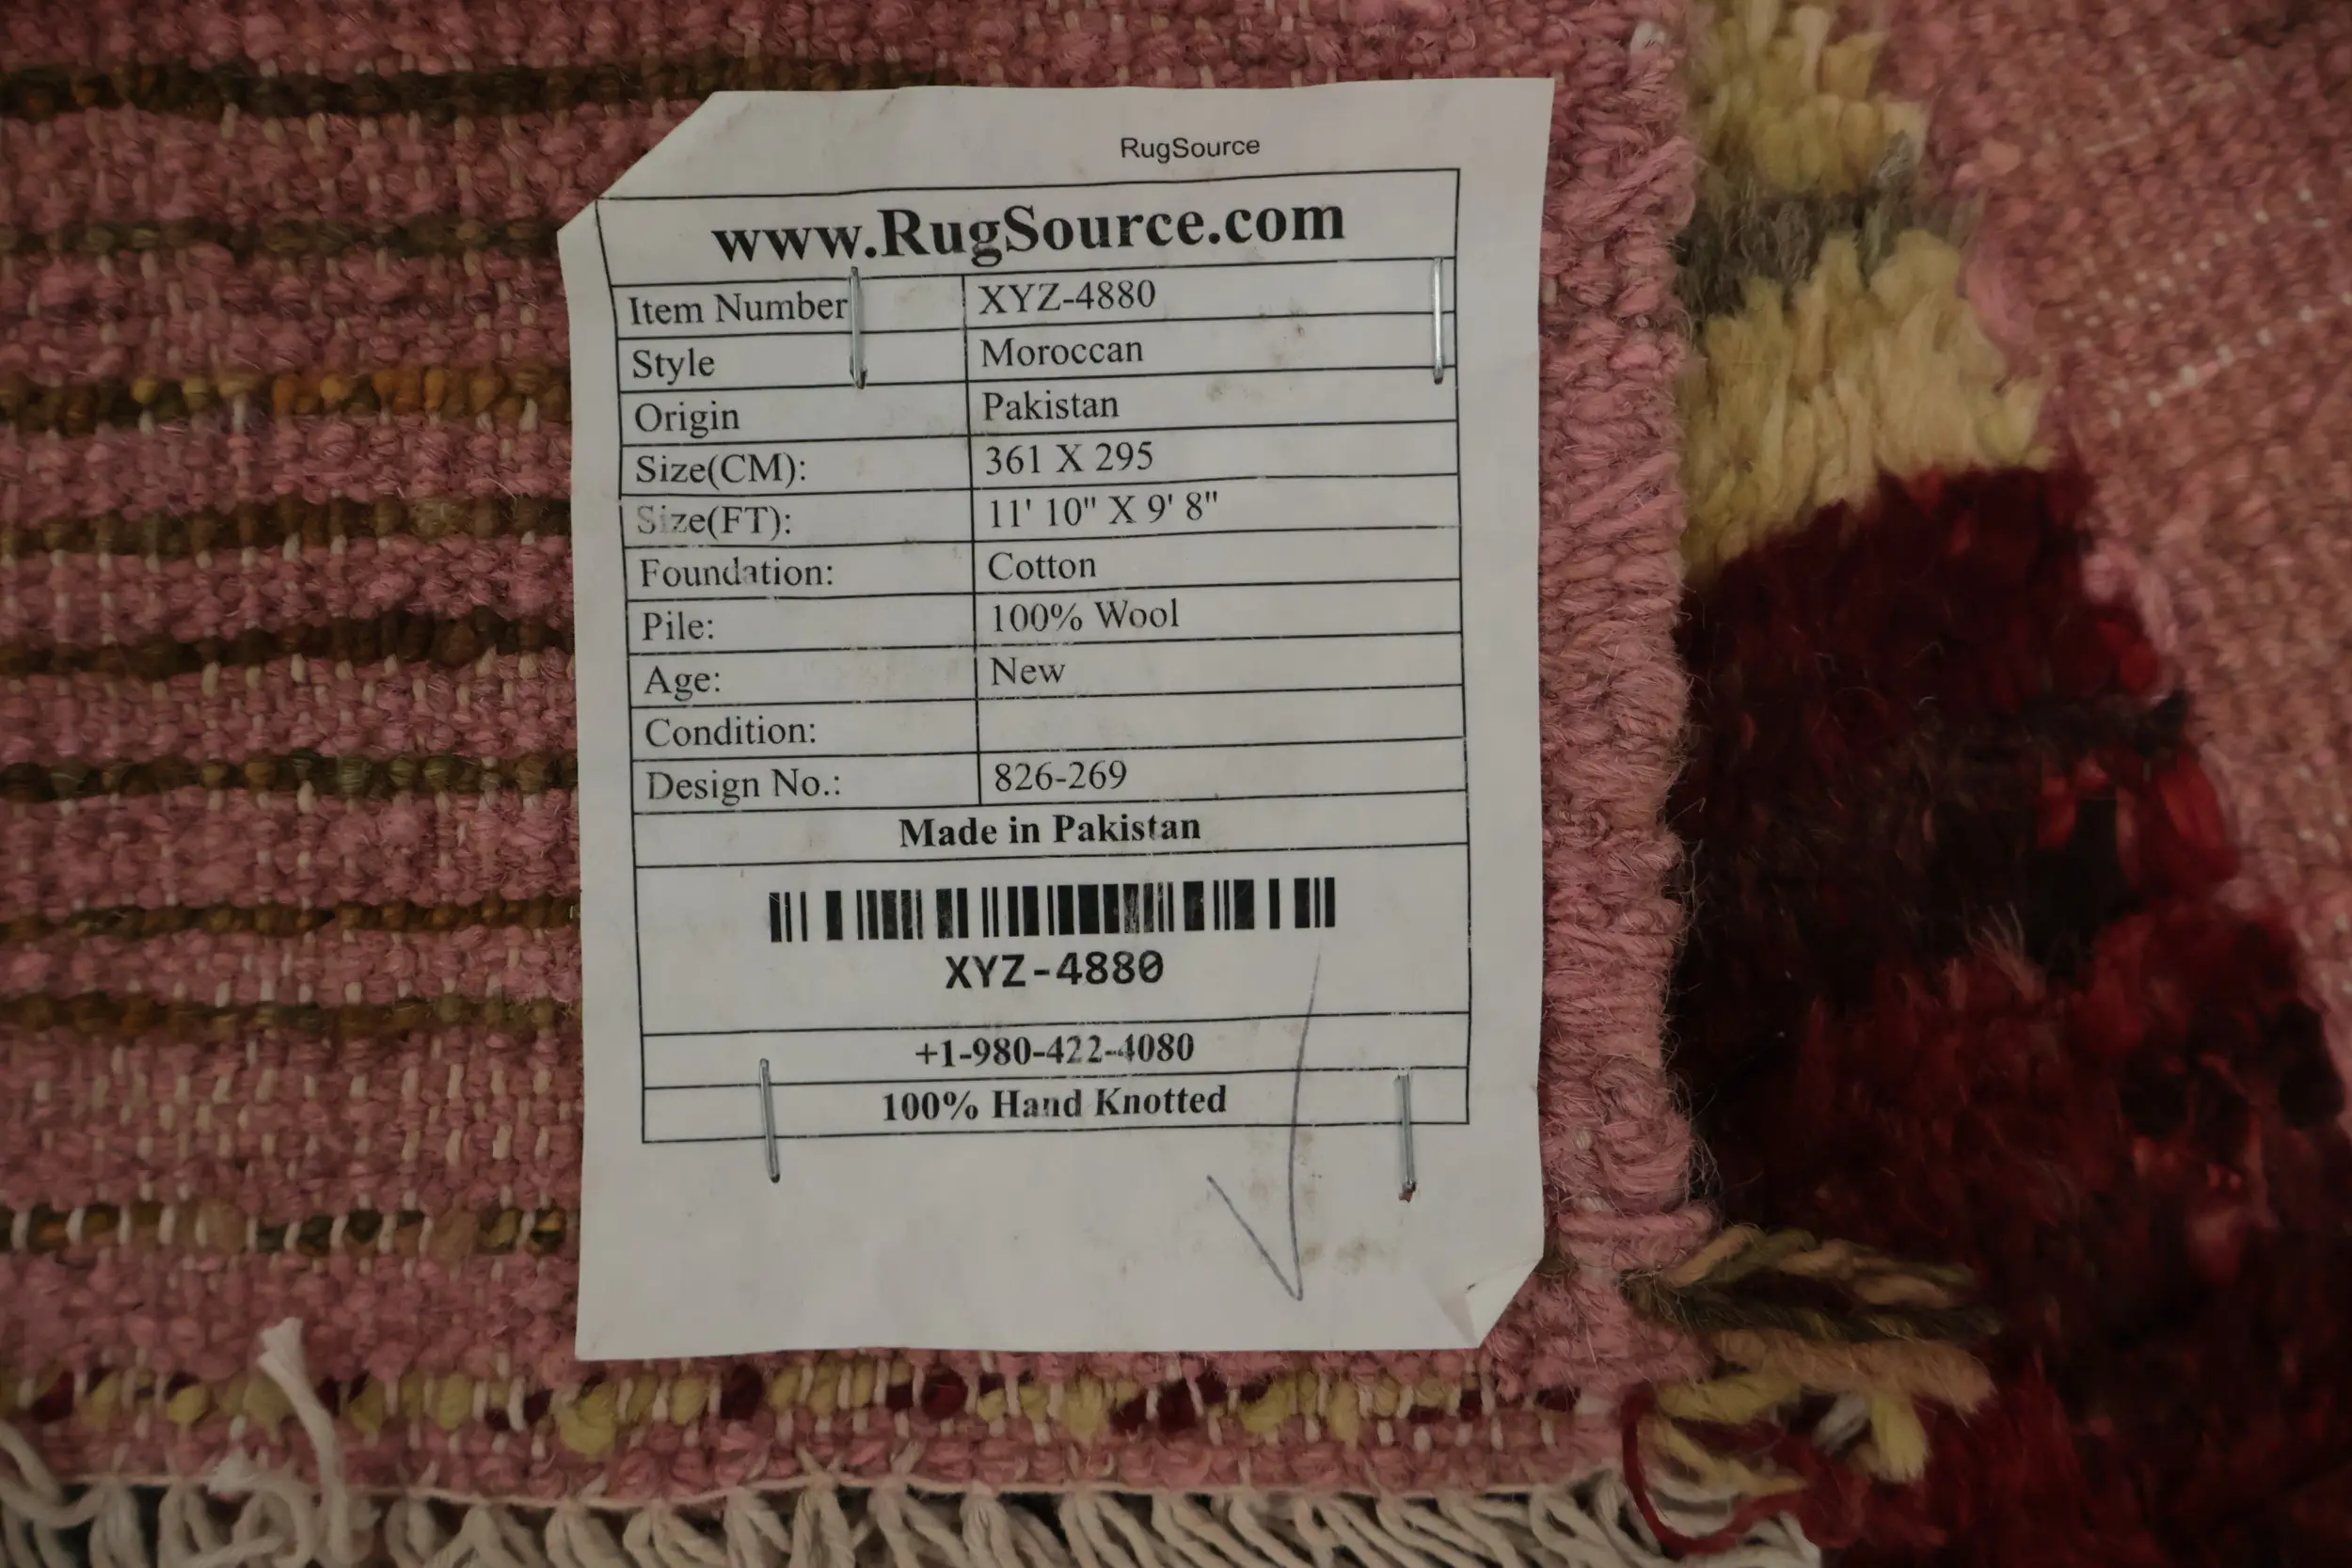 RugSource
www.RugSource.com
Item Number XYZ-4880
Style Moroccan
Origin Pakistan
Size(CM): 361 X 295
Size(FT): 11' 10" X 9' 8"
Foundation: Cotton
Pile: 100% Wool
Age: New
Condition:
Design No.: 826-269
Made in Pakistan
XYZ-4880
+1-980-422-4080
100% Hand Knotted